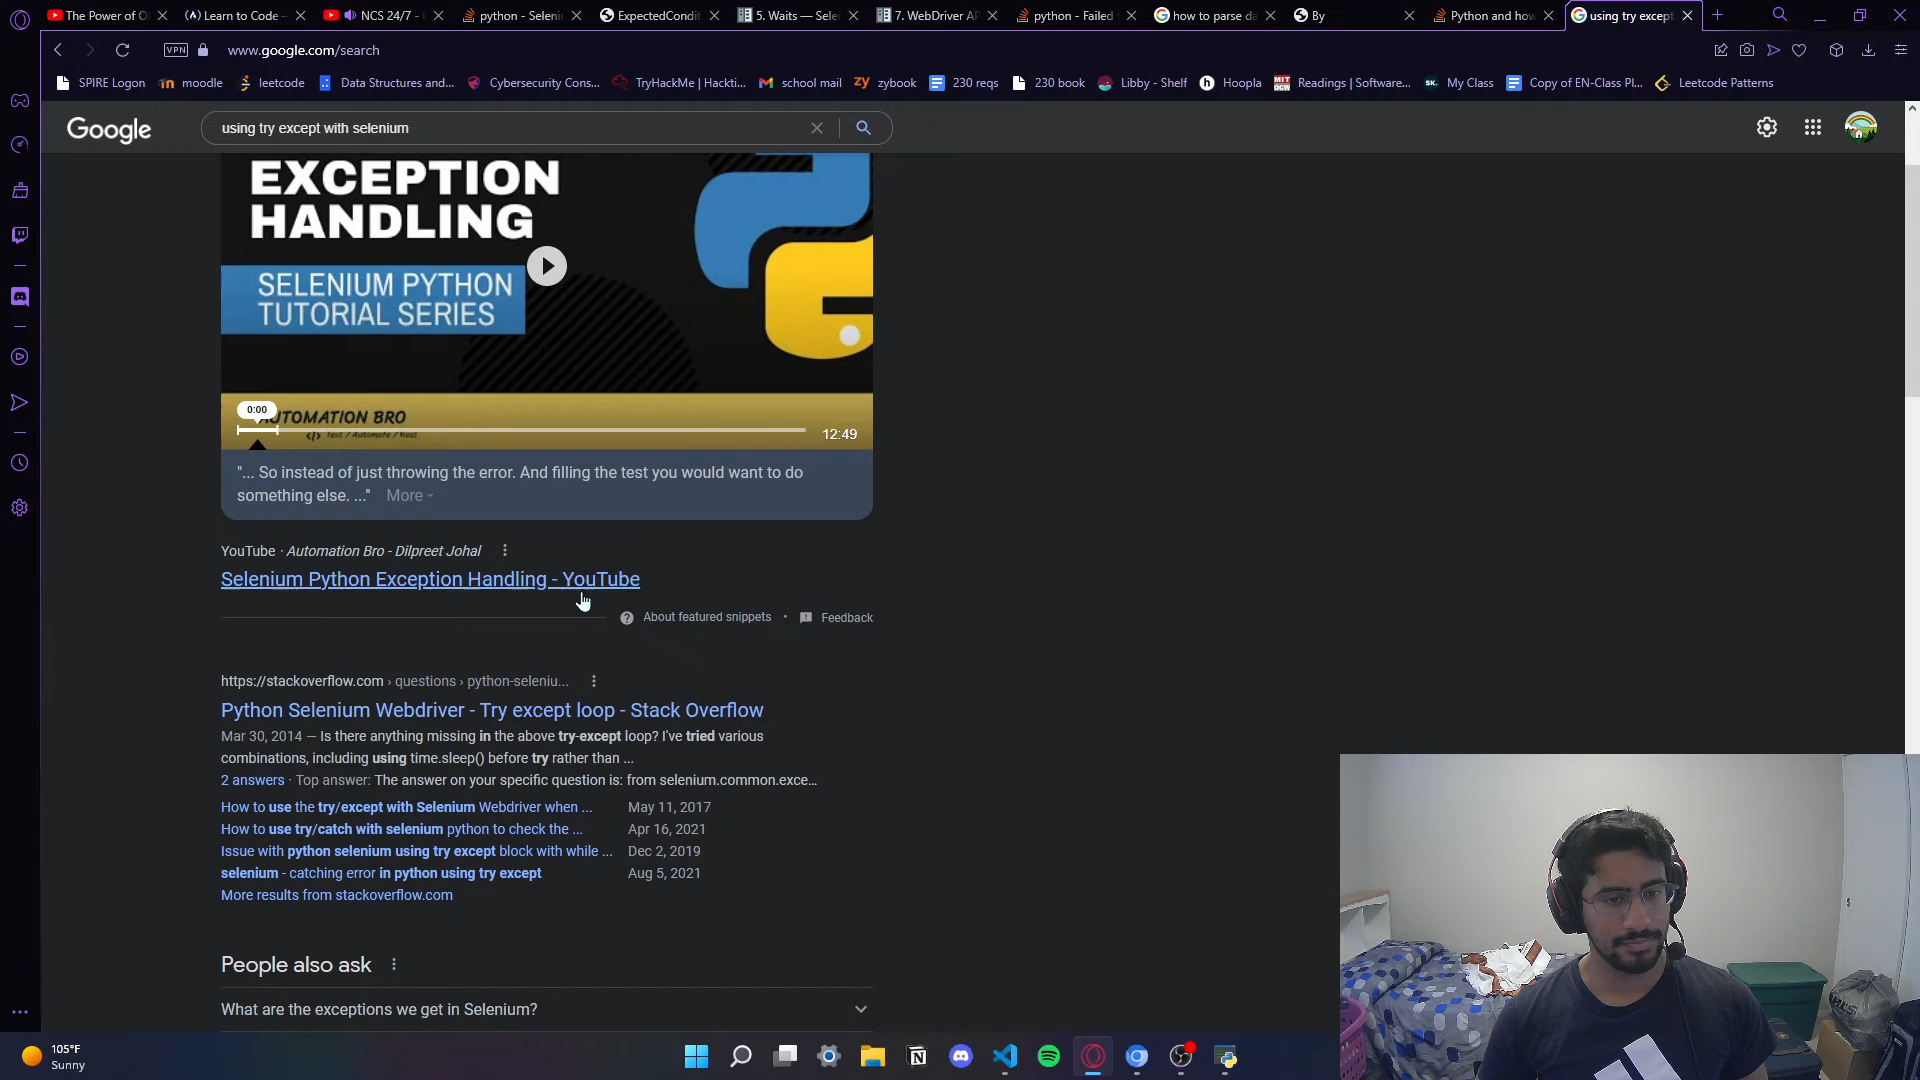 The Power of Ol
Learn to Code -
NCS 24/7 -
python - Seleni
ExpectedCondit
5. Waits — Sele
7. WebDriver AP
python - Failed
how to parse da
By
Python and how
using try except
VPN
www.google.com/search
SPIRE Logon
moodle
leetcode
Data Structures and...
Cybersecurity Cons...
TryHackMe | Hackti...
school mail
zybook
230 reqs
230 book
Libby - Shelf
Hoopla
Readings | Software...
My Class
Copy of EN-Class Pl...
Leetcode Patterns
Google
using try except with selenium
EXCEPTION
HANDLING
SELENIUM PYTHON
TUTORIAL SERIES
0:00
AUTOMATION BRO
</> Test / Automate / Rest
12:49
"... So instead of just throwing the error. And filling the test you would want to do
something else. ..." More
YouTube · Automation Bro - Dilpreet Johal
Selenium Python Exception Handling - YouTube
About featured snippets • Feedback
https://stackoverflow.com › questions › python-seleniu...
Python Selenium Webdriver - Try except loop - Stack Overflow
Mar 30, 2014 — Is there anything missing in the above try-except loop? I've tried various
combinations, including using time.sleep() before try rather than ...
2 answers · Top answer: The answer on your specific question is: from selenium.common.exce...
How to use the try/except with Selenium Webdriver when ... May 11, 2017
How to use try/catch with selenium python to check the ... Apr 16, 2021
Issue with python selenium using try except block with while ... Dec 2, 2019
selenium - catching error in python using try except Aug 5, 2021
More results from stackoverflow.com
People also ask
What are the exceptions we get in Selenium?
105°F
Sunny